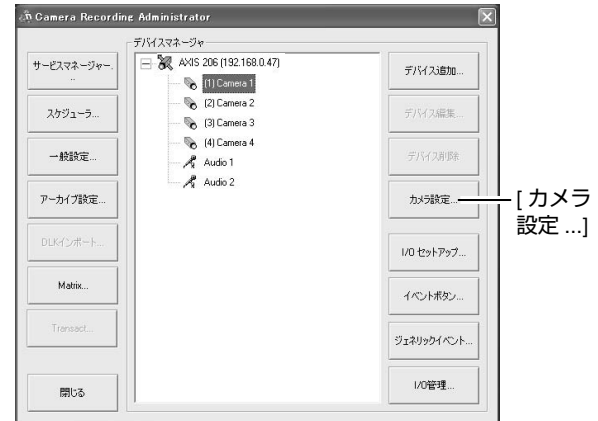 Camera Recording Administrator
デバイスマネージャ
サービスマネージャー...
スケジューラ...
一般設定...
アーカイブ設定...
DLKインポート...
Matrix...
Transact...
閉じる
AXIS 206 (192.168.0.47)
(1) Camera 1
(2) Camera 2
(3) Camera 3
(4) Camera 4
Audio 1
Audio 2
デバイス追加...
デバイス編集...
デバイス削除
カメラ設定...
I/O セットアップ...
イベントボタン...
ジェネリックイベント...
I/O管理...
[ カメラ
設定 ...]